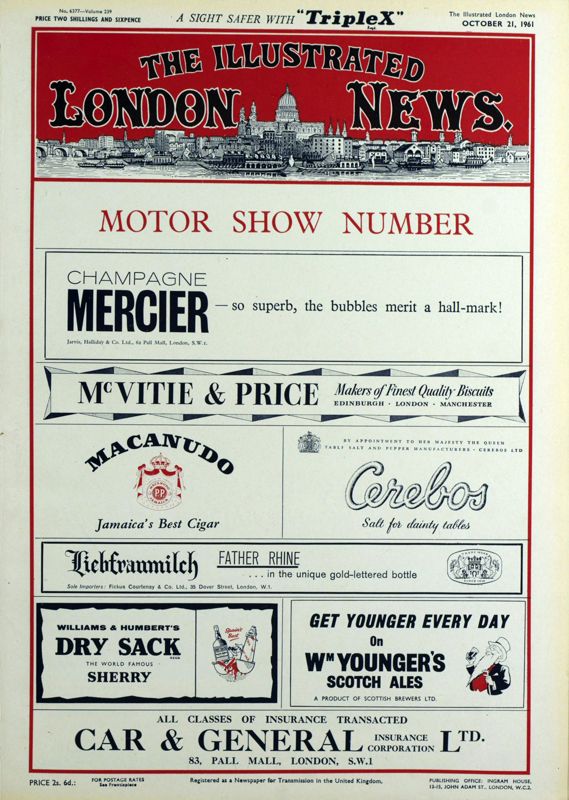 No. 6377—Volume 239
PRICE TWO SHILLINGS AND SIXPENCE
A SIGHT SAFER WITH "TripleX"
Regd.
The Illustrated London News
OCTOBER 21, 1961
THE ILLUSTRATED
LONDON NEWS.
MOTOR SHOW NUMBER
CHAMPAGNE
MERCIER — so superb, the bubbles merit a hall-mark!
Jarvis, Halliday & Co. Ltd., 62 Pall Mall, London, S.W.1.
McVITIE & PRICE Makers of Finest Quality Biscuits
EDINBURGH · LONDON · MANCHESTER
MACANUDO
Jamaica's Best Cigar
BY APPOINTMENT TO HER MAJESTY THE QUEEN
TABLE SALT AND PEPPER MANUFACTURERS · CEREBOS LTD
Cerebos
Salt for dainty tables
Liebfraumilch FATHER RHINE
. . . in the unique gold-lettered bottle
Sole Importers: Fickus Courtenay & Co. Ltd., 35 Dover Street, London, W.1.
WILLIAMS & HUMBERT'S
DRY SACK
THE WORLD FAMOUS
SHERRY
Spain's
Best
GET YOUNGER EVERY DAY
On
WM YOUNGER'S
SCOTCH ALES
A PRODUCT OF SCOTTISH BREWERS LTD.
ALL CLASSES OF INSURANCE TRANSACTED
CAR & GENERAL INSURANCE CORPORATION LTD.
83, PALL MALL, LONDON, S.W.1
PRICE 2s. 6d.:
FOR POSTAGE RATES
See Frontispiece
Registered as a Newspaper for Transmission in the United Kingdom.
PUBLISHING OFFICE: INGRAM HOUSE,
13-15, JOHN ADAM ST., LONDON, W.C.2.